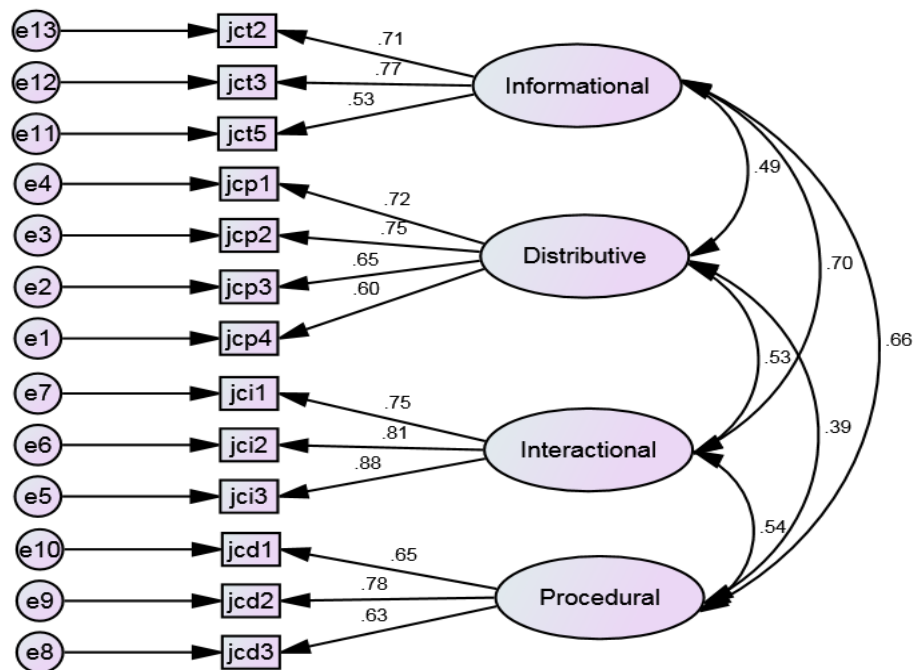 e13
jct2
.71
e12
jct3
.77
Informational
e11
jct5
.53
e4
jcp1
.72
.49
e3
jcp2
.75
Distributive
e2
jcp3
.65
.70
e1
jcp4
.60
.66
e7
jci1
.75
.53
e6
jci2
.81
Interactional
.39
e5
jci3
.88
.54
e10
jcd1
.65
e9
jcd2
.78
Procedural
e8
jcd3
.63